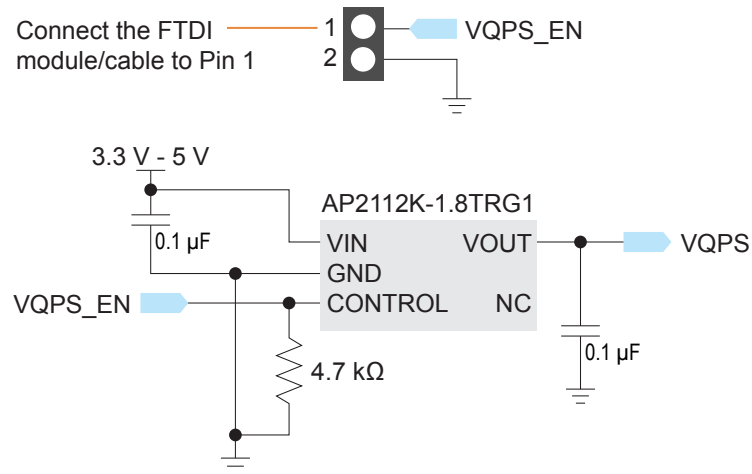 Connect the FTDI
module/cable to Pin 1
1
2
VQPS_EN
3.3 V - 5 V
AP2112K-1.8TRG1
0.1 µF
VIN
VOUT
VQPS
GND
VQPS_EN
CONTROL
NC
0.1 µF
4.7 kΩ